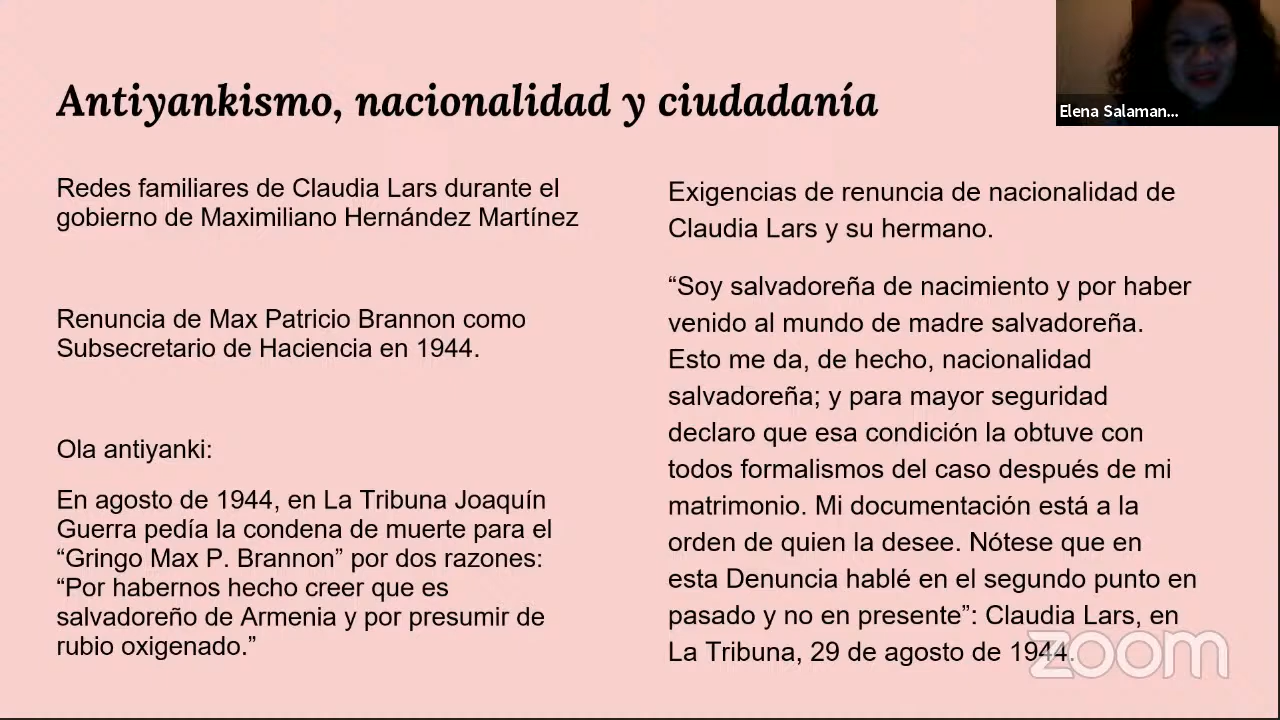 Antiyankismo, nacionalidad y ciudadanía
Elena Salaman...
Redes familiares de Claudia Lars durante el
gobierno de Maximiliano Hernández Martínez
Renuncia de Max Patricio Brannon como
Subsecretario de Haciencia en 1944.
Ola antiyanki:
En agosto de 1944, en La Tribuna Joaquín
Guerra pedía la condena de muerte para el
“Gringo Max P. Brannon” por dos razones:
“Por habernos hecho creer que es
salvadoreño de Armenia y por presumir de
rubio oxigenado.”
Exigencias de renuncia de nacionalidad de
Claudia Lars y su hermano.
“Soy salvadoreña de nacimiento y por haber
venido al mundo de madre salvadoreña.
Esto me da, de hecho, nacionalidad
salvadoreña; y para mayor seguridad
declaro que esa condición la obtuve con
todos formalismos del caso después de mi
matrimonio. Mi documentación está a la
orden de quien la desee. Nótese que en
esta Denuncia hablé en el segundo punto en
pasado y no en presente”: Claudia Lars, en
La Tribuna, 29 de agosto de 1944.
zoom